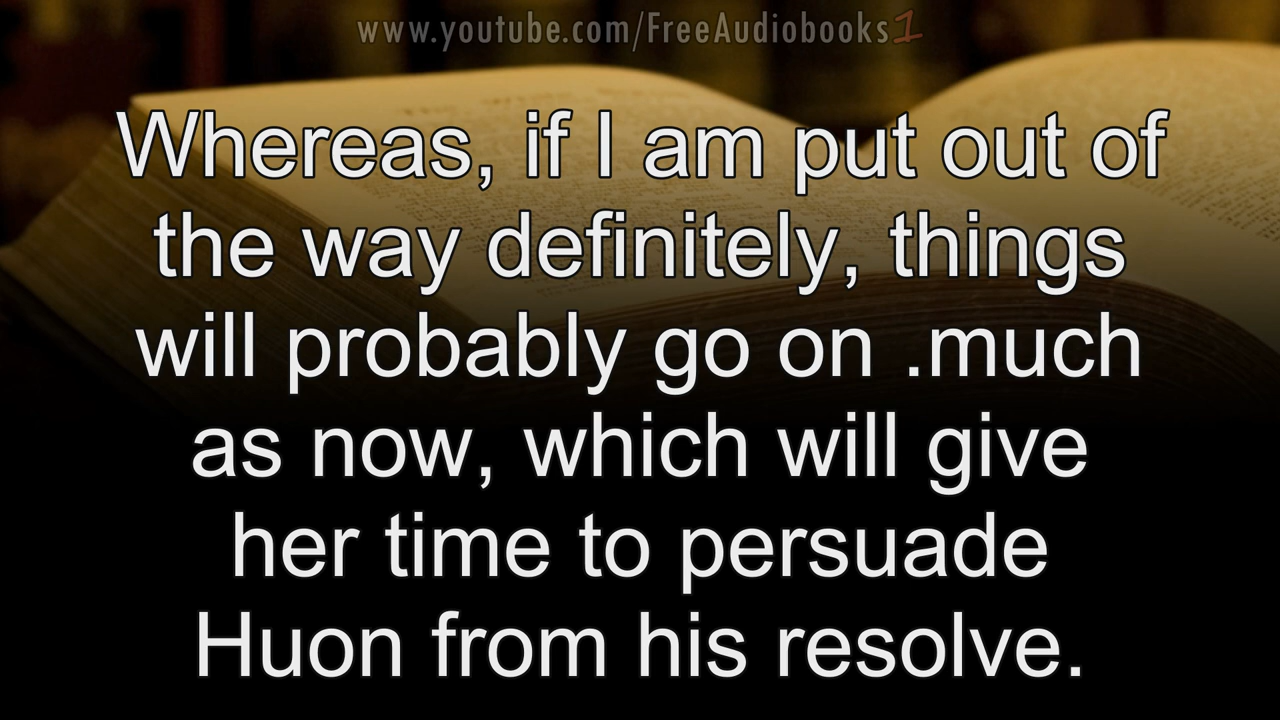 www.youtube.com/FreeAudiobooks1
Whereas, if I am put out of
the way definitely, things
will probably go on .much
as now, which will give
her time to persuade
Huon from his resolve.